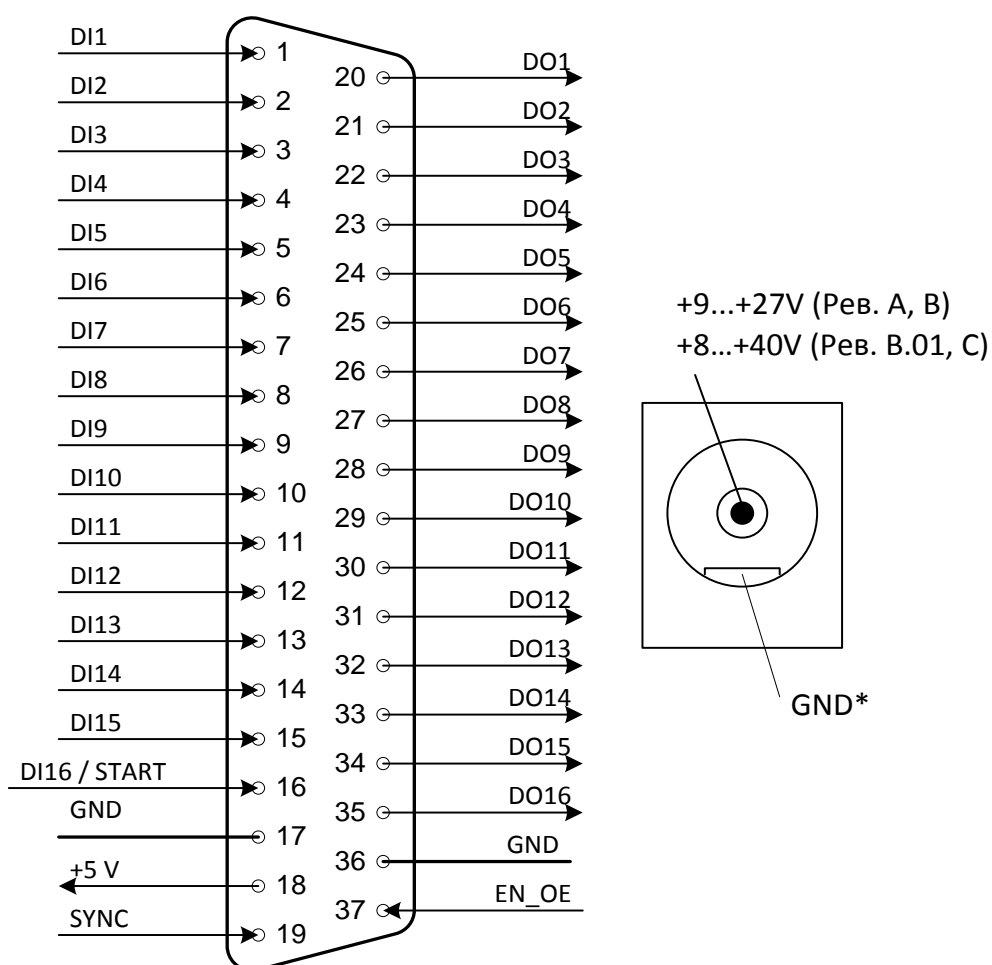 DI1 1
DI2 2
DI3 3
DI4 4
DI5 5
DI6 6
DI7 7
DI8 8
DI9 9
DI10 10
DI11 11
DI12 12
DI13 13
DI14 14
DI15 15
DI16 / START 16
GND 17
+5 V 18
SYNC 19
20 DO1
21 DO2
22 DO3
23 DO4
24 DO5
25 DO6
26 DO7
27 DO8
28 DO9
29 DO10
30 DO11
31 DO12
32 DO13
33 DO14
34 DO15
35 DO16
36 GND
37 EN_OE
+9...+27V (Рев. A, B)
+8...+40V (Рев. B.01, C)
GND*